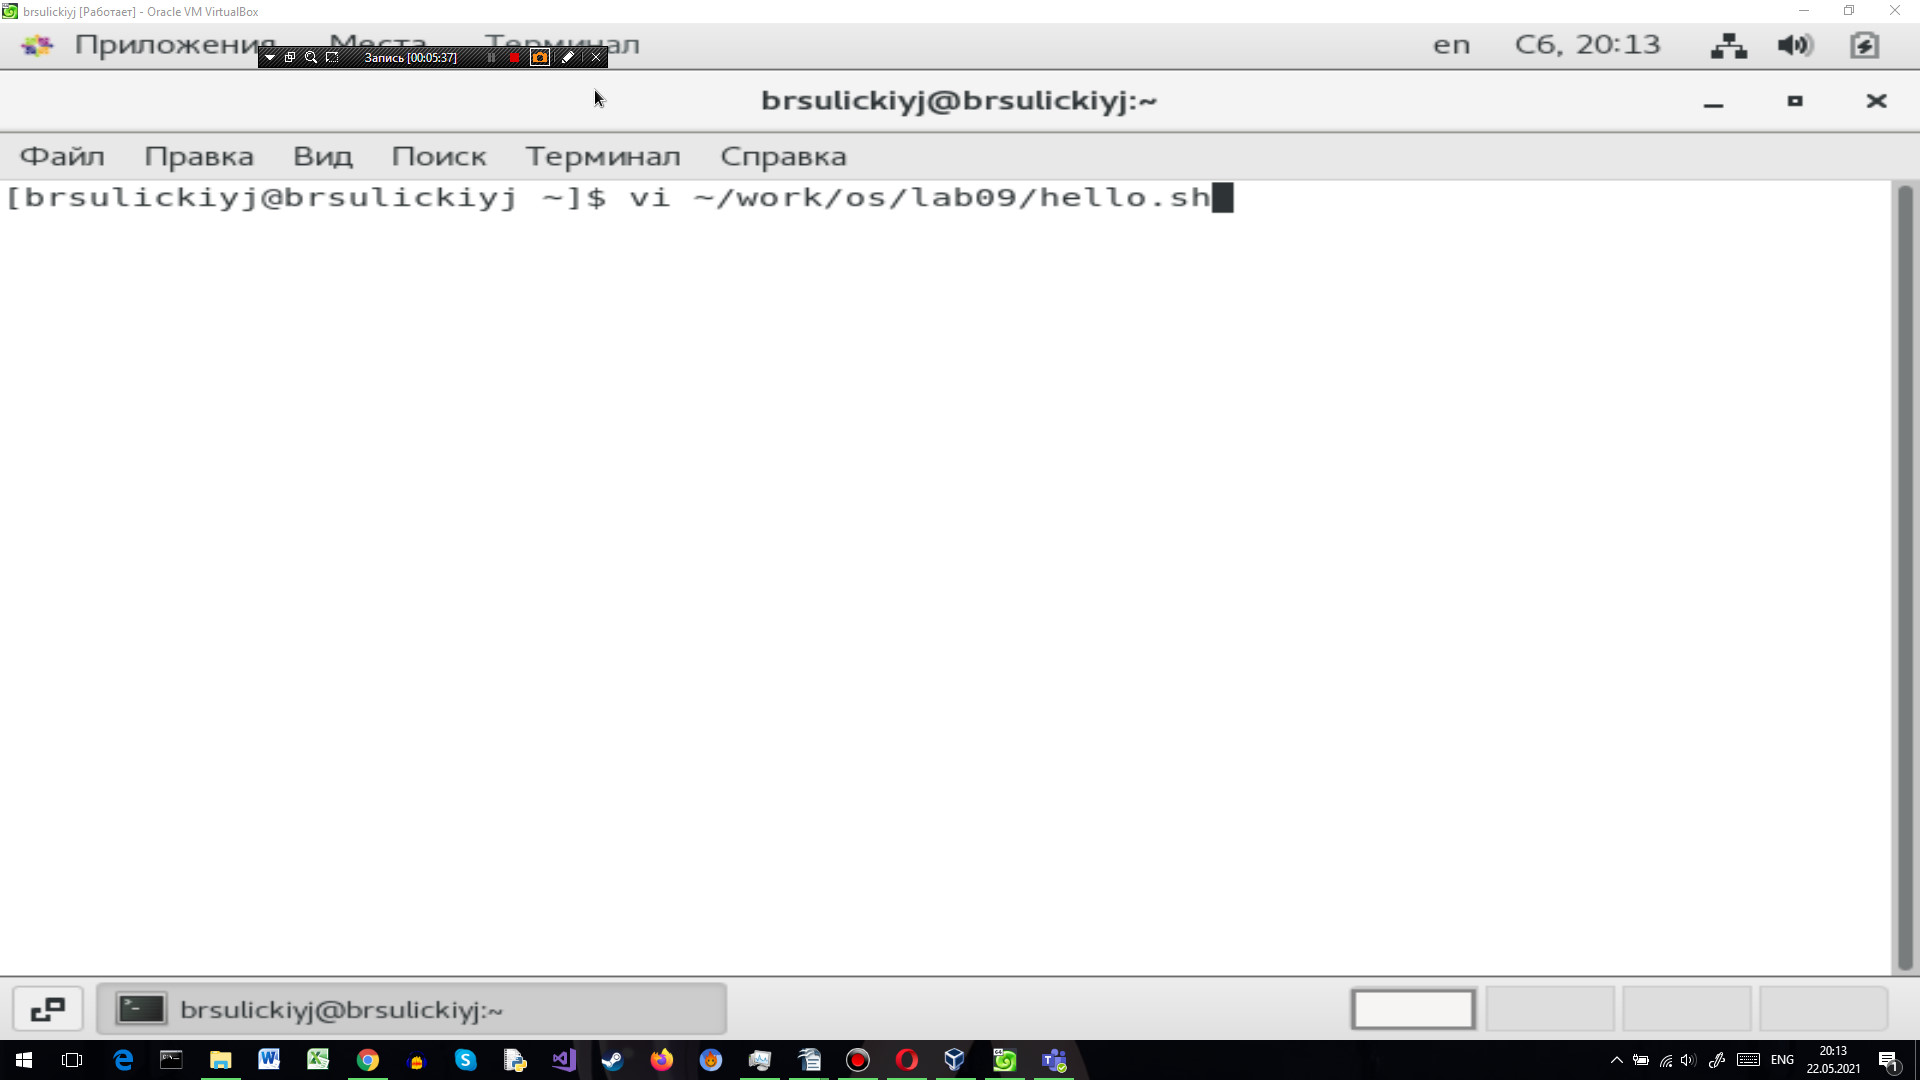 brsulickiyj [Работает] - Oracle VM VirtualBox
Приложения Места Терминал en Сб, 20:13
Запись [00:05:37]
brsulickiyj@brsulickiyj:~
Файл Правка Вид Поиск Терминал Справка
[brsulickiyj@brsulickiyj ~]$ vi ~/work/os/lab09/hello.sh
brsulickiyj@brsulickiyj:~
ENG 20:13
22.05.2021
1